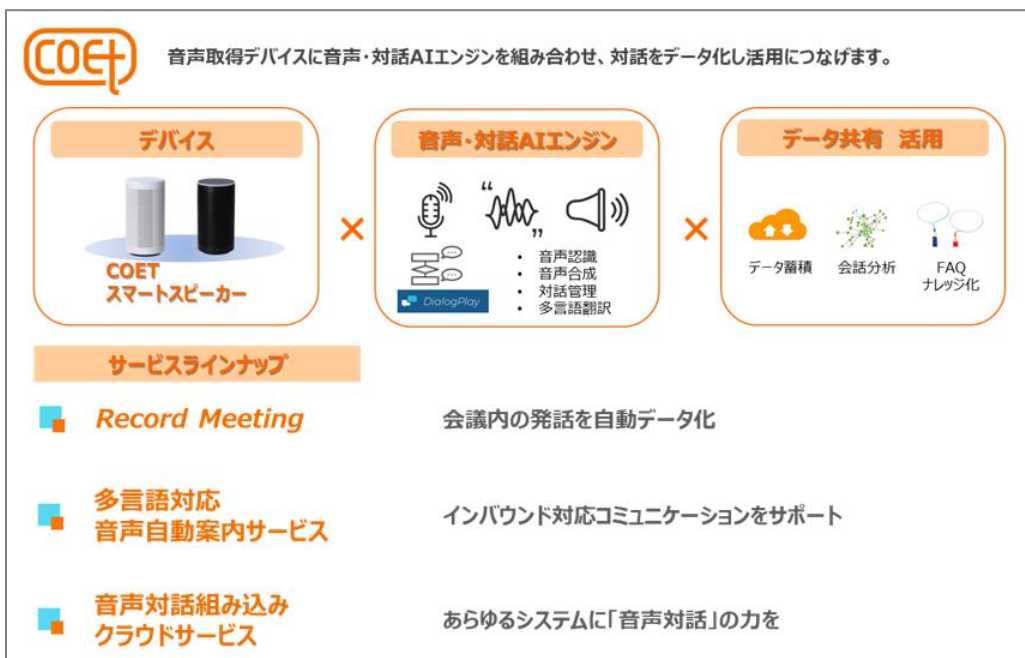 COEt
音声取得デバイスに音声・対話AIエンジンを組み合わせ、対話をデータ化し活用につなげます。
デバイス
COET
スマートスピーカー
×
音声・対話AIエンジン
“
”
DialogPlay
• 音声認識
• 音声合成
• 対話管理
• 多言語翻訳
×
データ共有 活用
データ蓄積
会話分析
FAQ
ナレッジ化
サービスラインナップ
Record Meeting
会議内の発話を自動データ化
多言語対応
音声自動案内サービス
インバウンド対応コミュニケーションをサポート
音声対話組み込み
クラウドサービス
あらゆるシステムに「音声対話」の力を